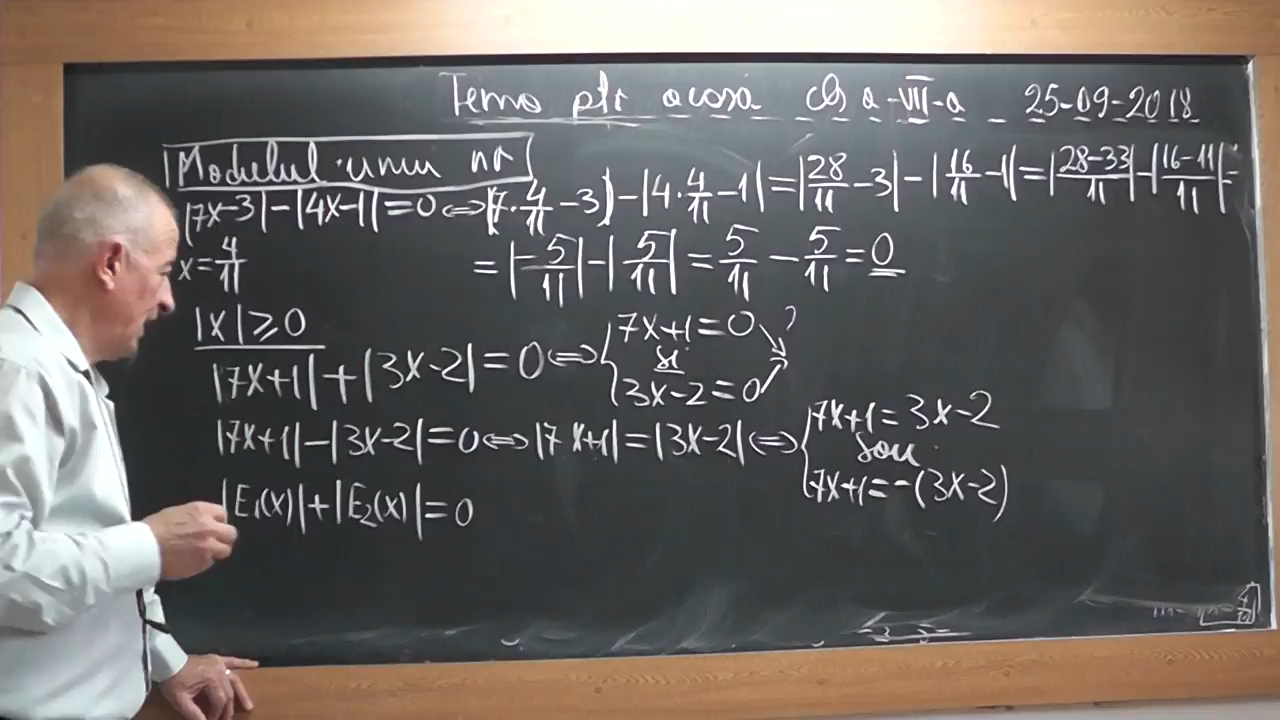 Tema ptr acasă cls a-VII-a 25-09-2018
Modulul unui nr
|7x-3|-|4x-1|=0 ⇔ |7·4/11-3|-|4·4/11-1|=|28/11-3|-|16/11-1|=|28-33/11|-|16-11/11|=
x=4/11
=|-5/11|-|5/11|=5/11-5/11=0
|x|≥0
|7x+1|+|3x-2|=0 ⇔ { 7x+1=0 ?
și
3x-2=0
|7x+1|-|3x-2|=0 ⇔ |7x+1|=|3x-2| ⇔ { 7x+1=3x-2
sau
7x+1=-(3x-2)
|E₁(x)|+|E₂(x)|=0